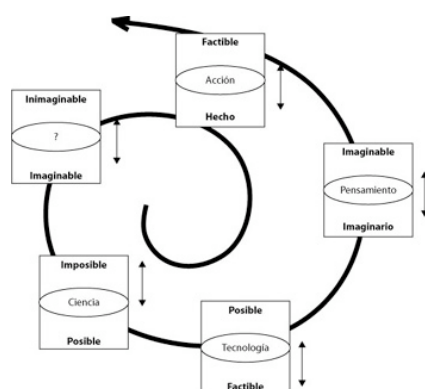 Factible
Acción
Hecho
Inimaginable
?
Imaginable
Imaginable
Pensamiento
Imaginario
Imposible
Ciencia
Posible
Posible
Tecnología
Factible